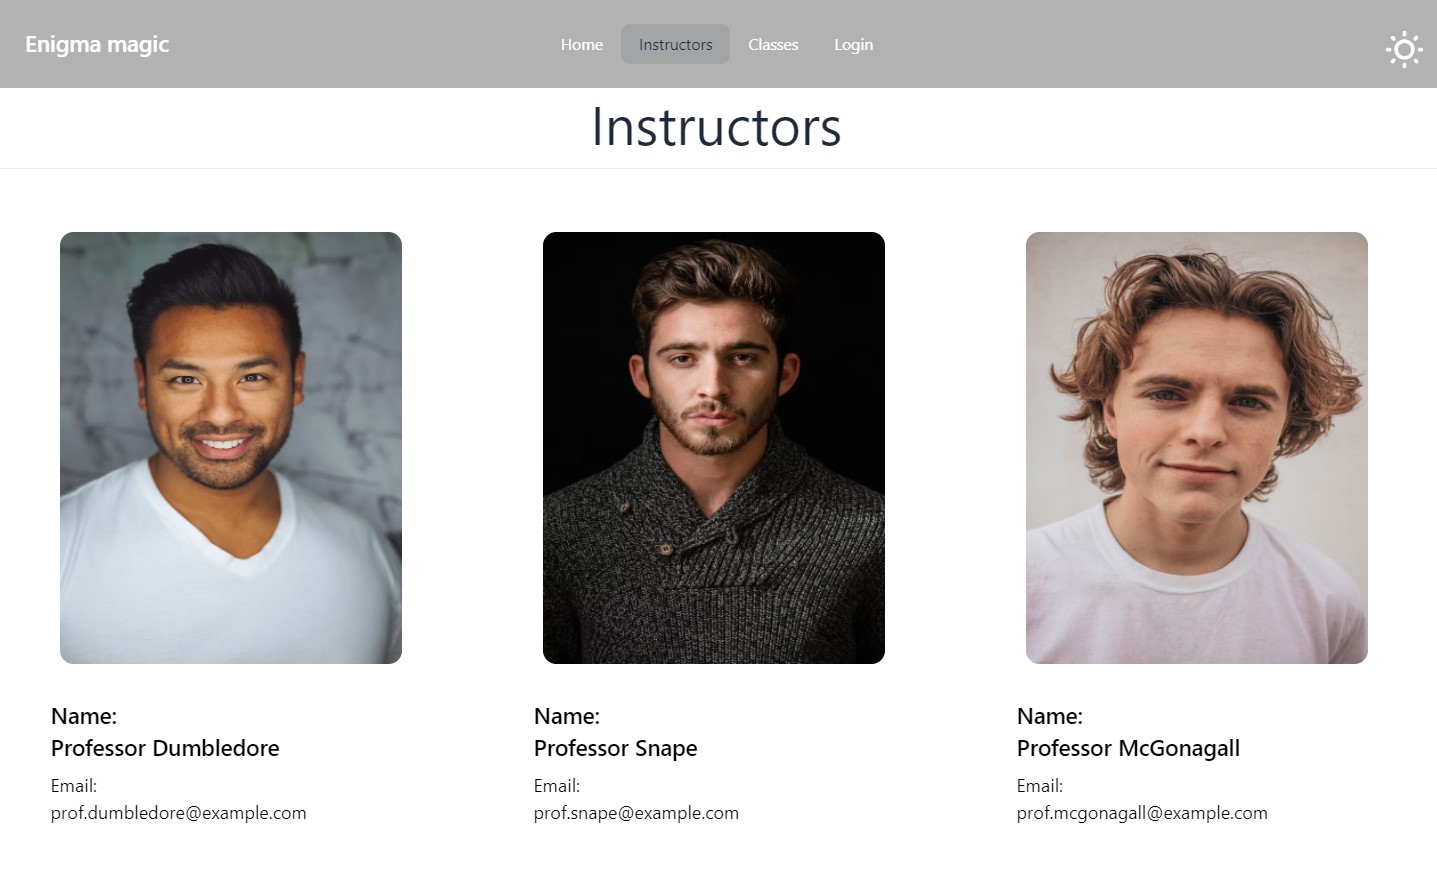 Enigma magic
Home Instructors Classes Login
Instructors
Name:
Professor Dumbledore
Email:
prof.dumbledore@example.com
Name:
Professor Snape
Email:
prof.snape@example.com
Name:
Professor McGonagall
Email:
prof.mcgonagall@example.com